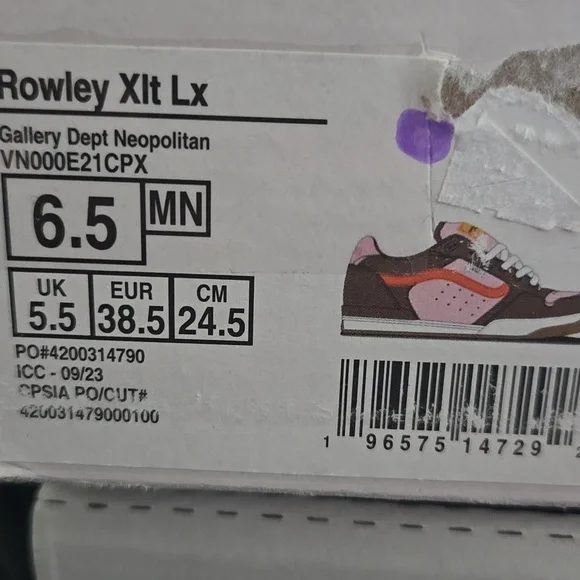 Rowley Xlt Lx
Gallery Dept Neopolitan
VN000E21CPX
6.5 MN
UK EUR CM
5.5 38.5 24.5
PO#4200314790
ICC - 09/23
CPSIA PO/CUT#
420031479000100
1 96575 14729 2